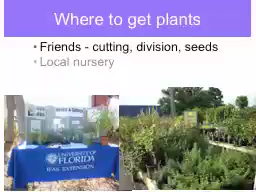 Where to get plants
• Friends - cutting, division, seeds
• Local nursery
UNIVERSITY of
FLORIDA
IFAS EXTENSION